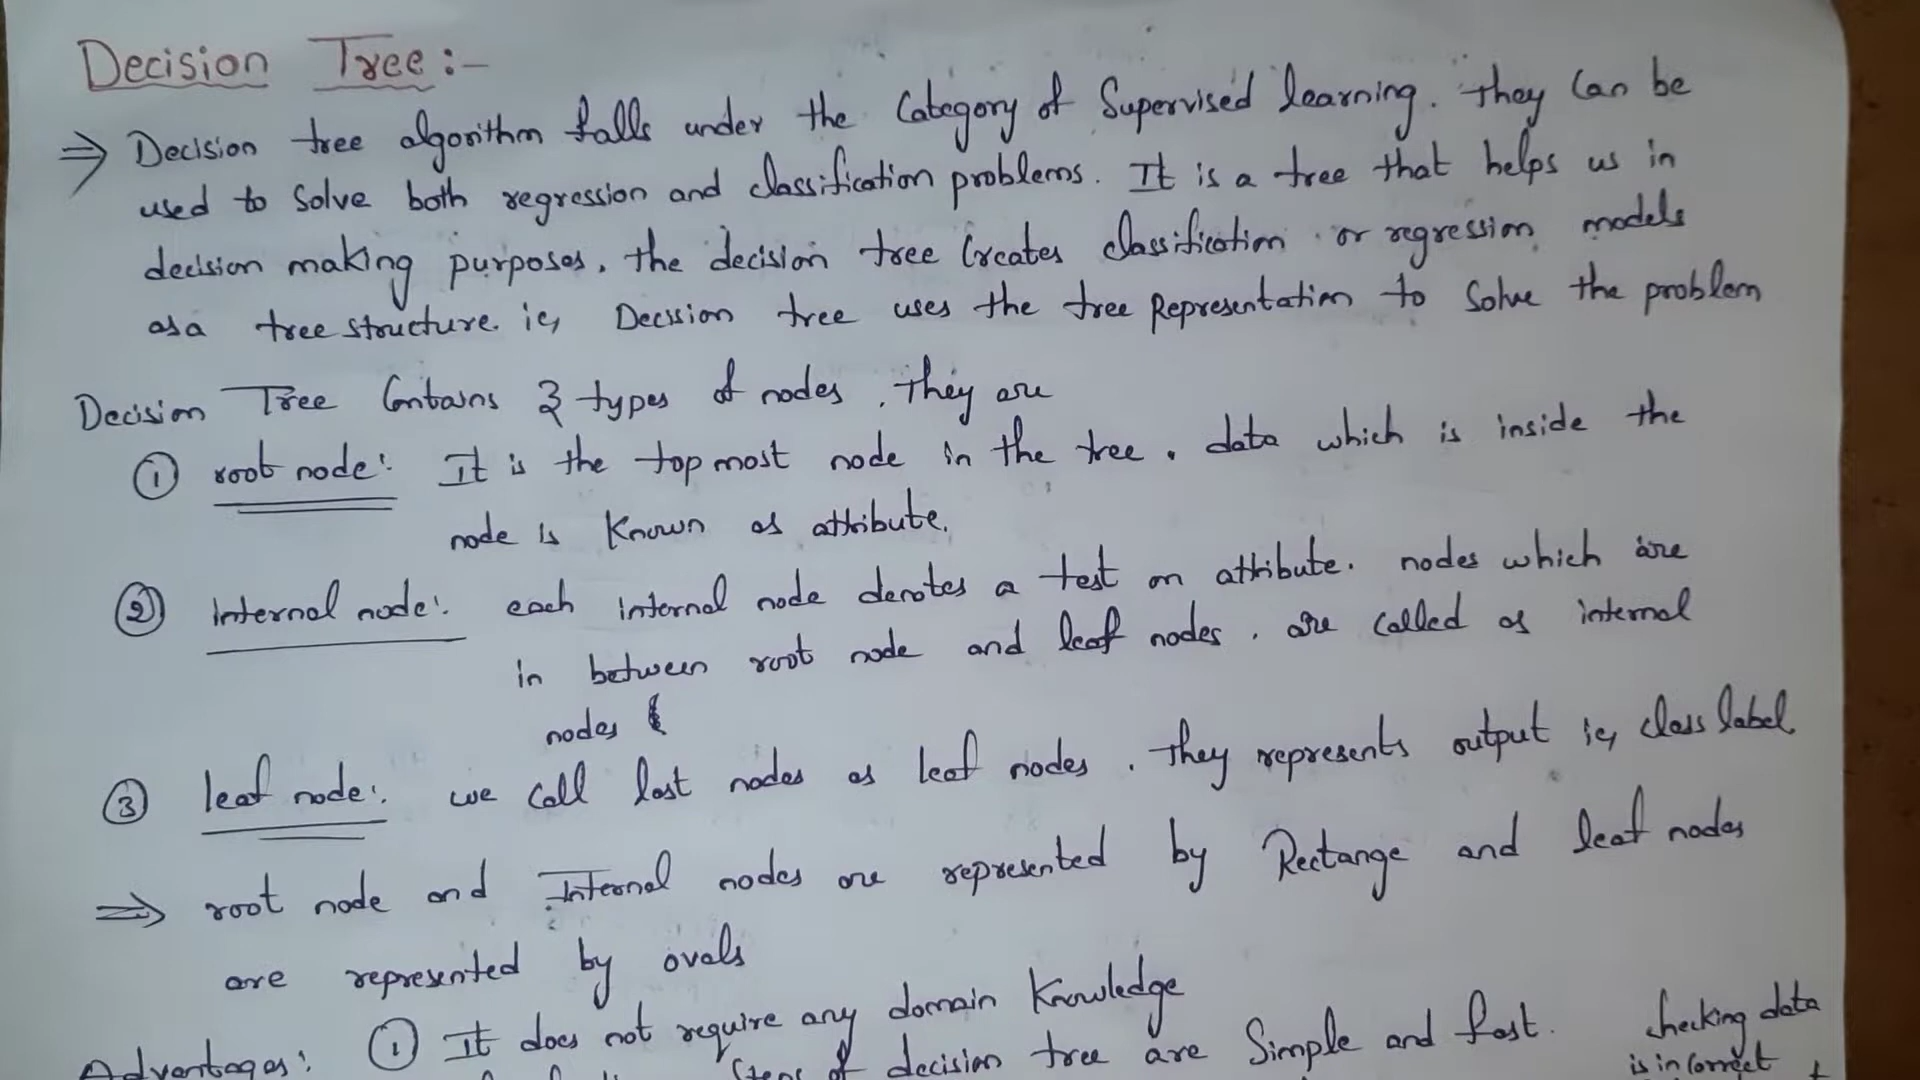 Decision Tree:-
⇒ Decision tree algorithm falls under the Category of Supervised learning. they Can be
used to Solve both regression and classification problems. It is a tree that helps us in
decision making purposes, the decision tree Creates classification or regression models
as a tree structure. ie, Decision tree uses the tree Representation to Solve the problem
Decision Tree Contains 3 types of nodes, they are
① root node: It is the top most node in the tree. data which is inside the
node is Known as attribute.
② internal node: each internal node denotes a test on attribute. nodes which are
in between root node and leaf nodes. are called as internal
nodes
③ leaf node: we call last nodes as leaf nodes. they represents output ie, class label.
⇒ root node and Internal nodes are represented by Rectange and leaf nodes
are represented by ovals
Advantages: ① It does not require any domain Knowledge
Steps of decision tree are Simple and fast. checking data
is in correct